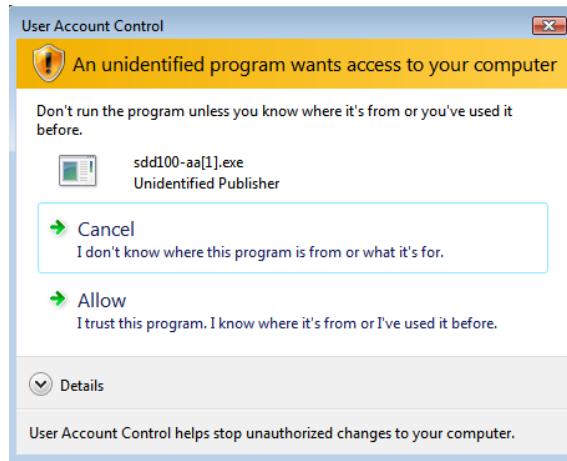 User Account Control
An unidentified program wants access to your computer
Don't run the program unless you know where it's from or you've used it
before.
sdd100-aa[1].exe
Unidentified Publisher
Cancel
I don't know where this program is from or what it's for.
Allow
I trust this program. I know where it's from or I've used it before.
Details
User Account Control helps stop unauthorized changes to your computer.